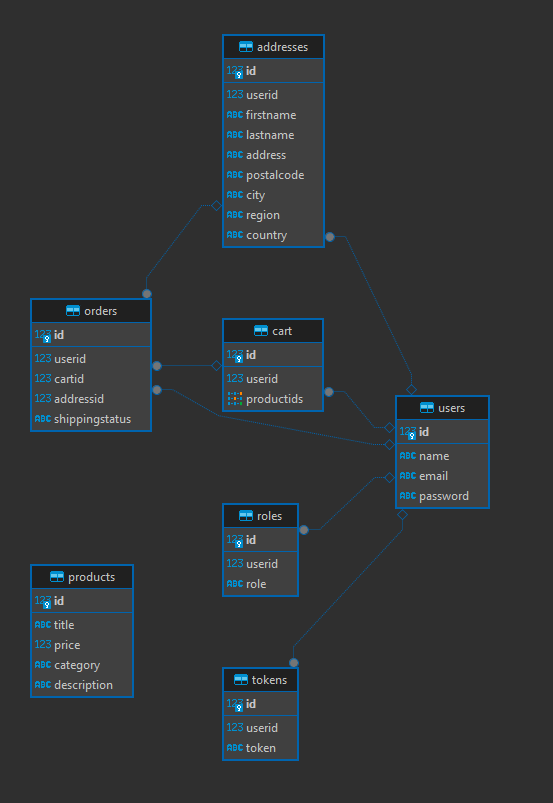 addresses
123 id
123 userid
ABC firstname
ABC lastname
ABC address
ABC postalcode
ABC city
ABC region
ABC country
orders
123 id
123 userid
123 cartid
123 addressid
ABC shippingstatus
cart
123 id
123 userid
productids
users
123 id
ABC name
ABC email
ABC password
roles
123 id
123 userid
ABC role
products
123 id
ABC title
123 price
ABC category
ABC description
tokens
123 id
123 userid
ABC token